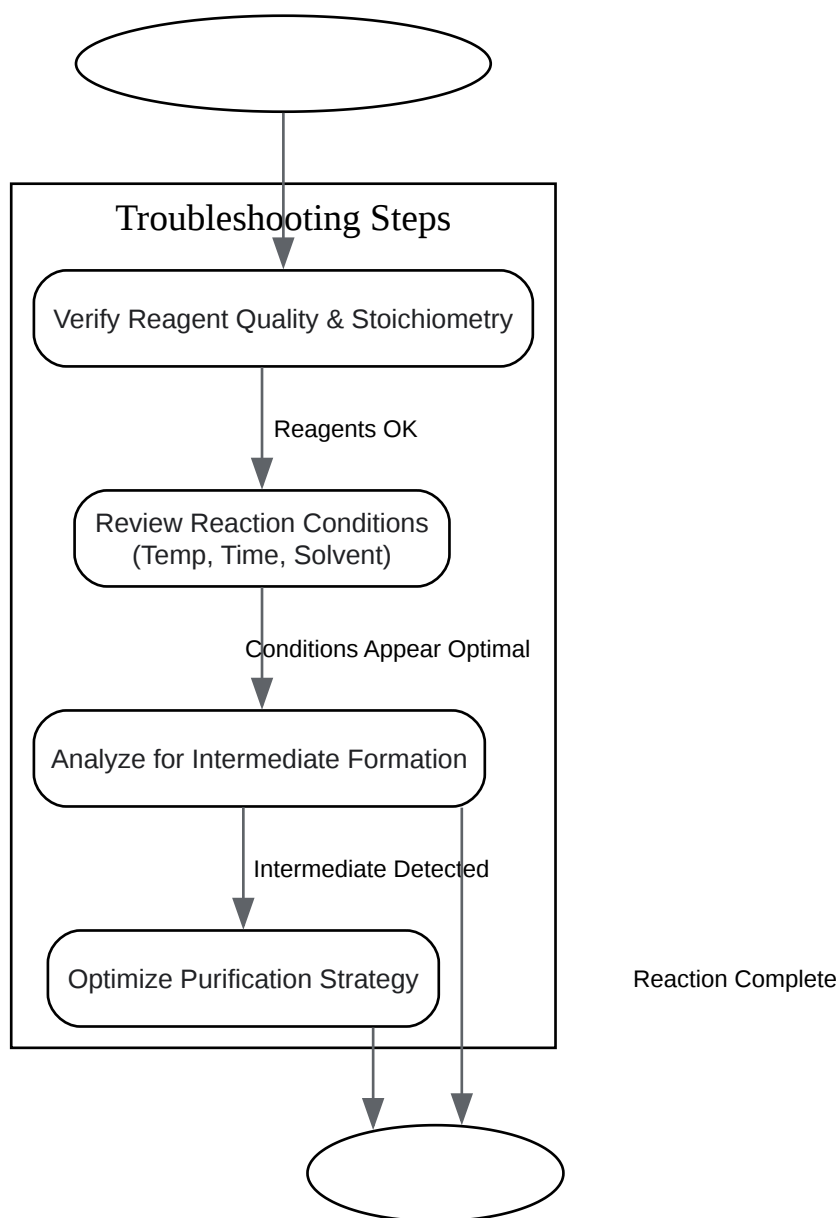 Troubleshooting Steps
Verify Reagent Quality & Stoichiometry
Reagents OK
Review Reaction Conditions
(Temp, Time, Solvent)
Conditions Appear Optimal
Analyze for Intermediate Formation
Intermediate Detected
Optimize Purification Strategy
Reaction Complete